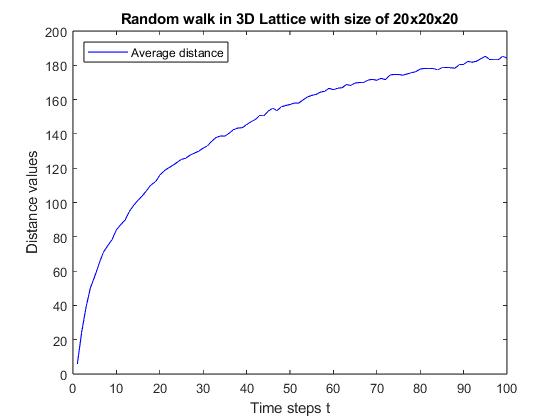 Random walk in 3D Lattice with size of 20x20x20
200
180
160
140
120
100
80
60
40
20
0
Average distance
Distance values
0 10 20 30 40 50 60 70 80 90 100
Time steps t